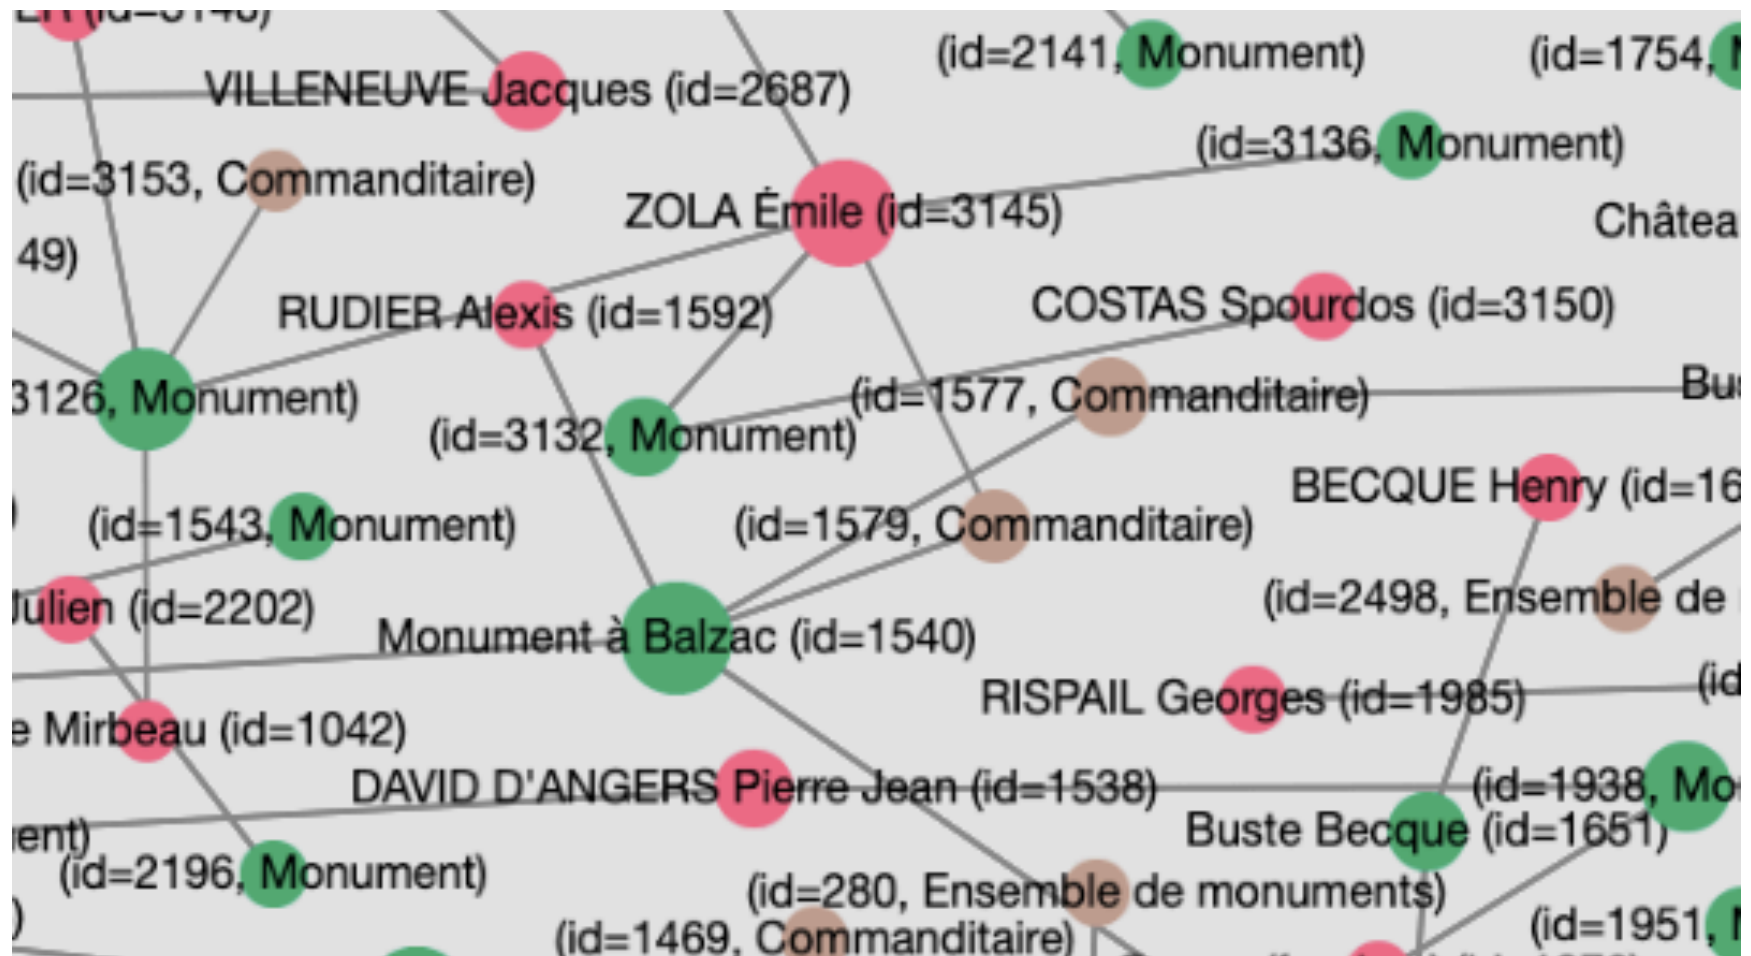 (id=2141, Monument)
(id=1754,
VILLENEUVE Jacques (id=2687)
(id=3136, Monument)
(id=3153, Commanditaire)
ZOLA Émile (id=3145)
Châtea
49)
RUDIER Alexis (id=1592)
COSTAS Spourdos (id=3150)
3126, Monument)
(id=1577, Commanditaire)
Bus
(id=3132, Monument)
BECQUE Henry (id=16
(id=1543, Monument)
(id=1579, Commanditaire)
Julien (id=2202)
(id=2498, Ensemble de
Monument à Balzac (id=1540)
(id
RISPAIL Georges (id=1985)
e Mirbeau (id=1042)
DAVID D'ANGERS Pierre Jean (id=1538)
(id=1938, Mo
Buste Becque (id=1651)
ent)
(id=2196, Monument)
(id=280, Ensemble de monuments)
(id=1951,
(id=1469, Commanditaire)